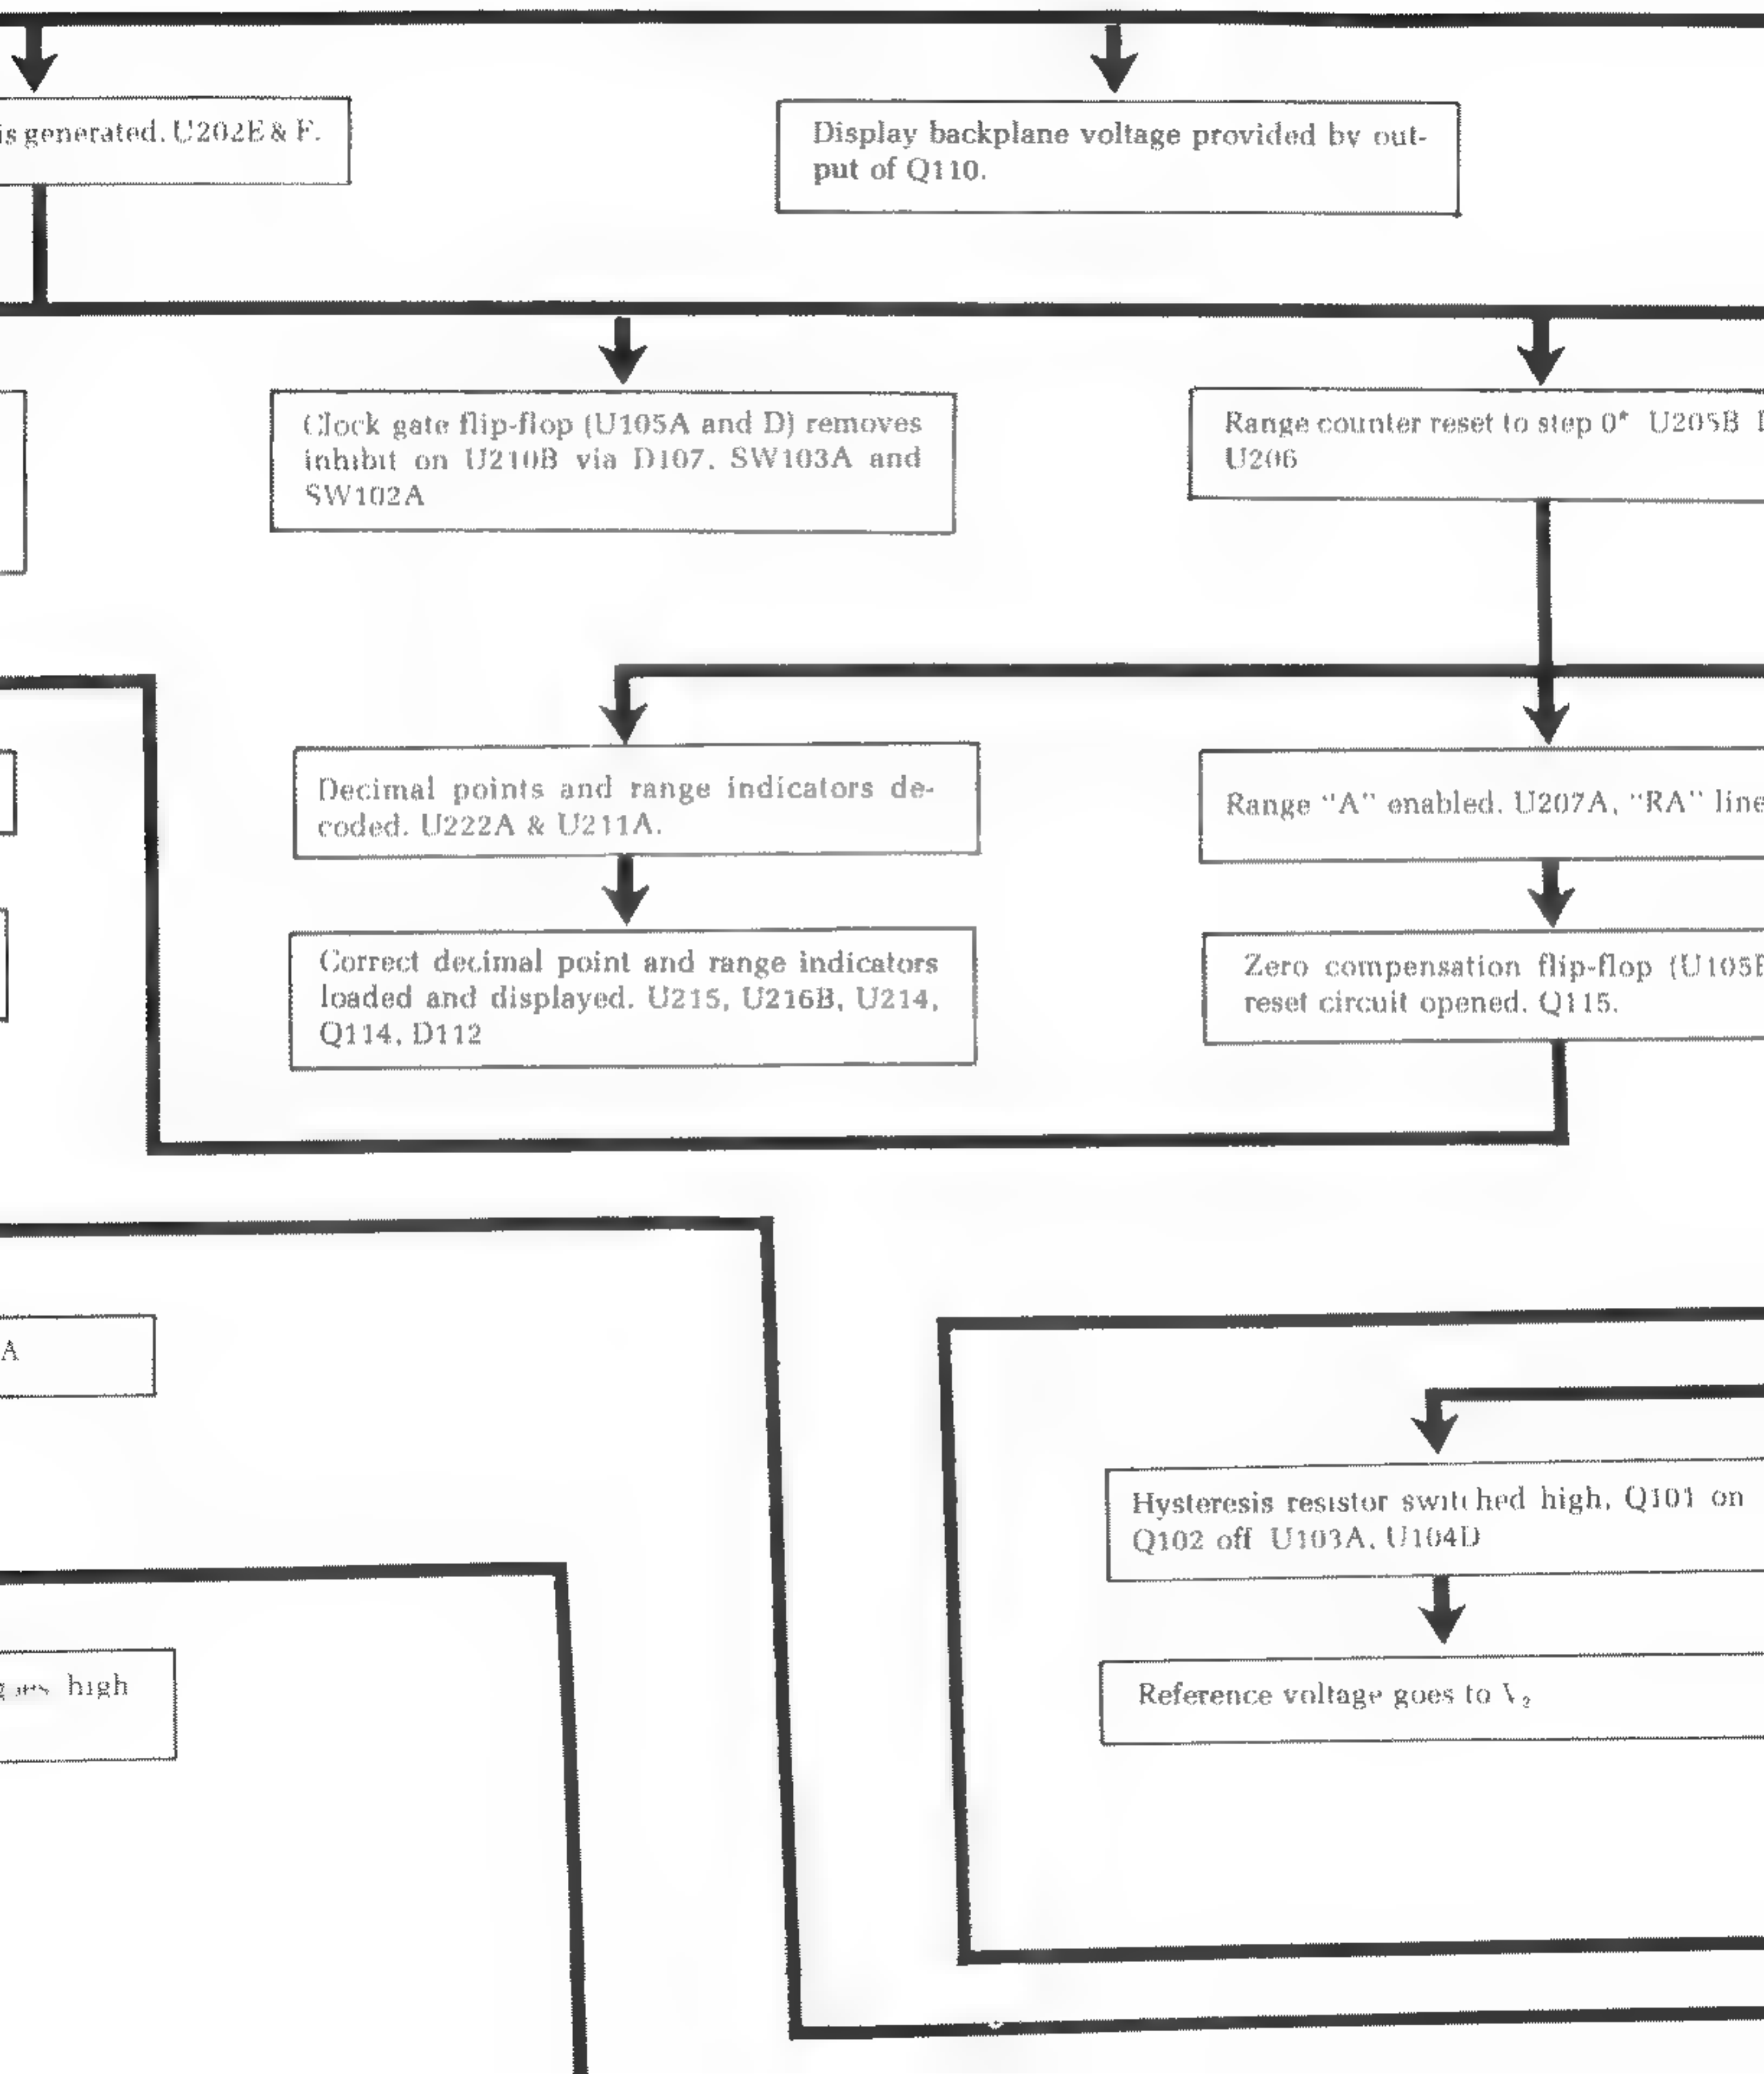 is generated. U202E & F.
Display backplane voltage provided by out-
put of Q110.
Clock gate flip-flop (U105A and D) removes
inhibit on U210B via D107, SW103A and
SW102A
Range counter reset to step 0* U205B
U206
Decimal points and range indicators de-
coded. U222A & U211A.
Range "A" enabled. U207A, "RA" line
Correct decimal point and range indicators
loaded and displayed. U215, U216B, U214,
Q114, D112
Zero compensation flip-flop (U105B
reset circuit opened. Q115.
A
Hysteresis resistor switched high, Q101 on
Q102 off U103A, U104D
high
Reference voltage goes to V₂